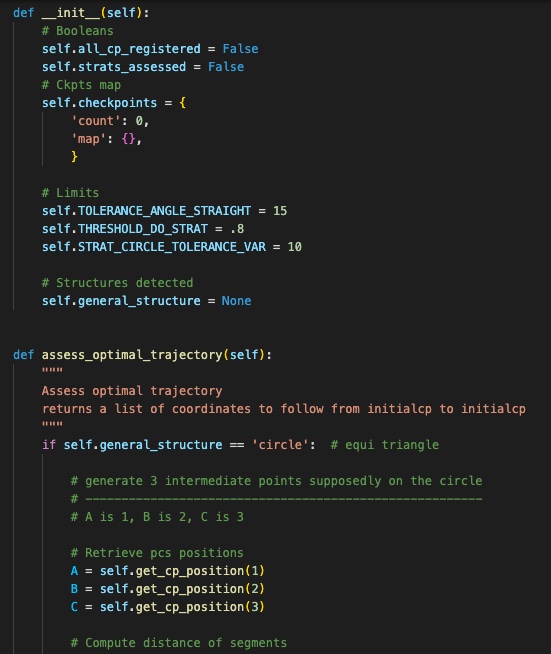 def __init__(self):
    # Booleans
    self.all_cp_registered = False
    self.strats_assessed = False
    # Ckpts map
    self.checkpoints = {
        'count': 0,
        'map': {},
        }
    # Limits
    self.TOLERANCE_ANGLE_STRAIGHT = 15
    self.THRESHOLD_DO_STRAT = .8
    self.STRAT_CIRCLE_TOLERANCE_VAR = 10
    # Structures detected
    self.general_structure = None
def assess_optimal_trajectory(self):
    """
    Assess optimal trajectory
    returns a list of coordinates to follow from initialcp to initialcp
    """
    if self.general_structure == 'circle':  # equi triangle
        # generate 3 intermediate points supposedly on the circle
        # -------------------------------------------------------
        # A is 1, B is 2, C is 3
        # Retrieve pcs positions
        A = self.get_cp_position(1)
        B = self.get_cp_position(2)
        C = self.get_cp_position(3)
        # Compute distance of segments